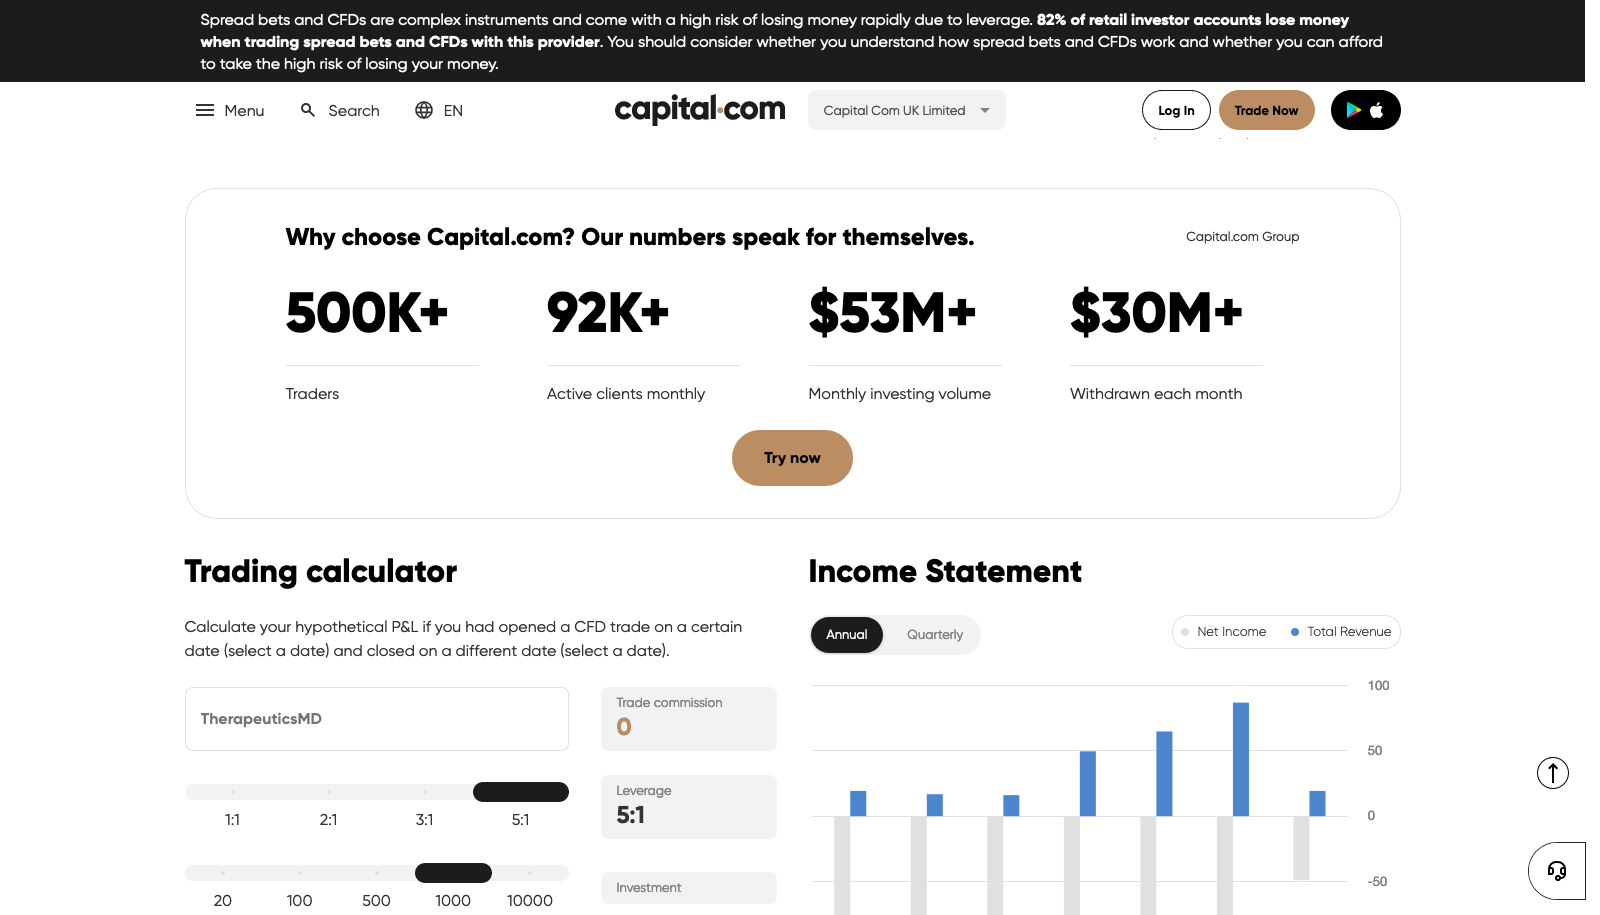 Spread bets and CFDs are complex instruments and come with a high risk of losing money rapidly due to leverage. 82% of retail investor accounts lose money
when trading spread bets and CFDs with this provider. You should consider whether you understand how spread bets and CFDs work and whether you can afford
to take the high risk of losing your money.
Menu
Search
EN
capital.com
Capital Com UK Limited
Log In
Trade Now
Why choose Capital.com? Our numbers speak for themselves.
Capital.com Group
500K+
92K+
$53M+
$30M+
Traders
Active clients monthly
Monthly investing volume
Withdrawn each month
Try now
Trading calculator
Calculate your hypothetical P&L if you had opened a CFD trade on a certain
date (select a date) and closed on a different date (select a date).
TherapeuticsMD
Trade commission
0
1:1
2:1
3:1
5:1
Leverage
5:1
20
100
500
1000
10000
Investment
Income Statement
Annual
Quarterly
Net Income
Total Revenue
100
50
0
-50